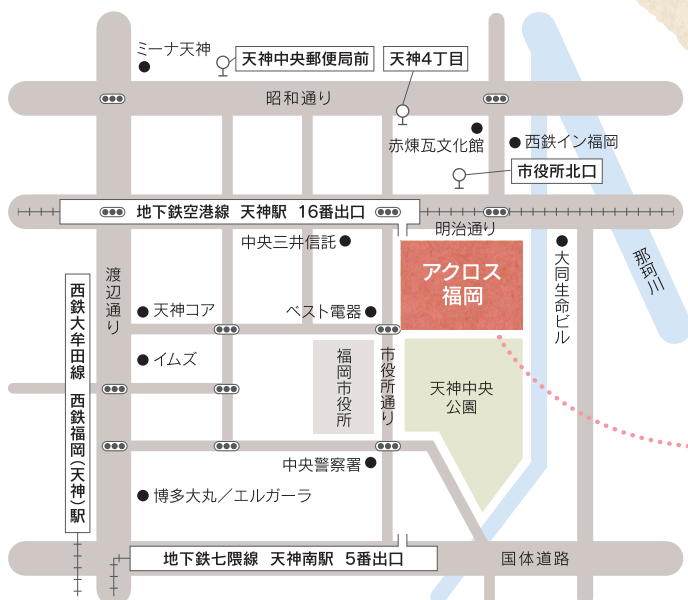 ミーナ天神
天神中央郵便局前
天神4丁目
昭和通り
赤煉瓦文化館
西鉄イン福岡
市役所北口
地下鉄空港線 天神駅 16番出口
明治通り
中央三井信託
アクロス
福岡
大同生命ビル
那珂川
渡辺通り
西鉄大牟田線 西鉄福岡(天神)駅
天神コア
ベスト電器
イムズ
福岡市役所
市役所通り
天神中央
公園
中央警察署
博多大丸／エルガーラ
地下鉄七隈線 天神南駅 5番出口
国体道路